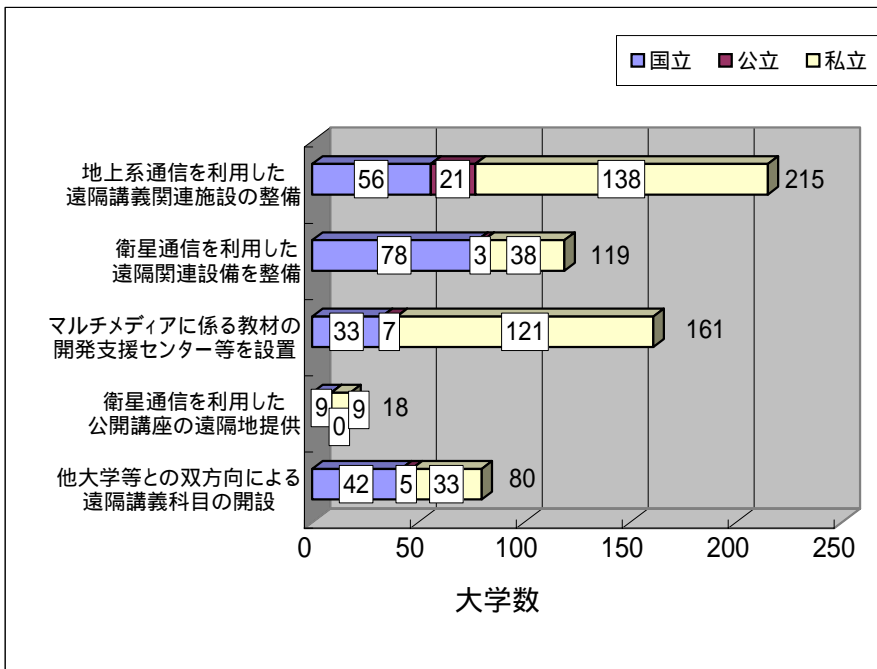 国立 公立 私立
地上系通信を利用した
遠隔講義関連施設の整備
56 21 138 215
衛星通信を利用した
遠隔関連設備を整備
78 3 38 119
マルチメディアに係る教材の
開発支援センター等を設置
33 7 121 161
衛星通信を利用した
公開講座の遠隔地提供
9 0 9 18
他大学等との双方向による
遠隔講義科目の開設
42 5 33 80
0 50 100 150 200 250
大学数